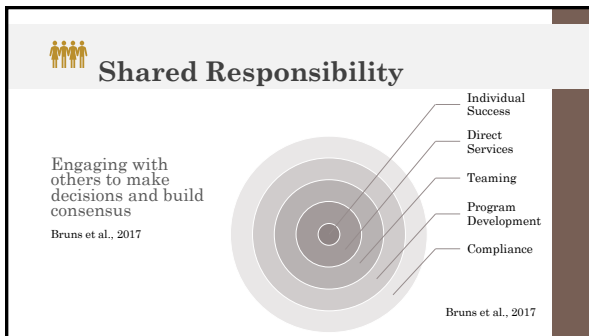 Shared Responsibility
Engaging with
others to make
decisions and build
consensus
Bruns et al., 2017
Individual
Success
Direct
Services
Teaming
Program
Development
Compliance
Bruns et al., 2017